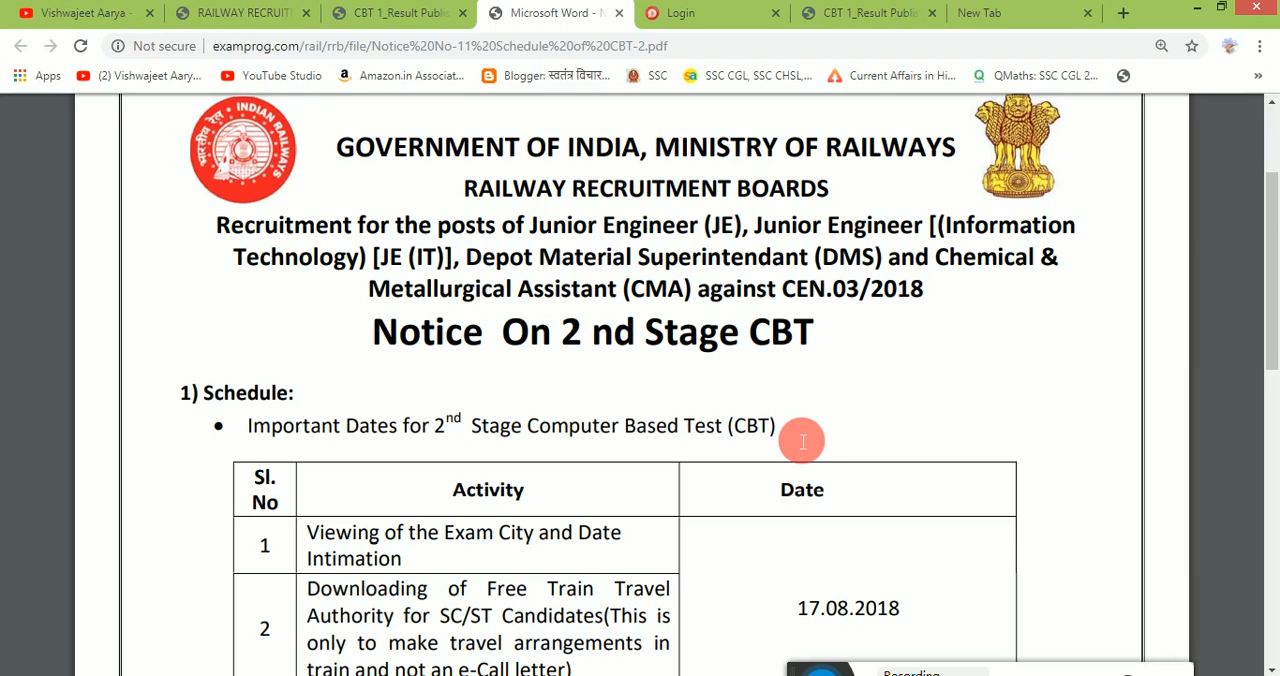 Vishwajeet Aarya -
RAILWAY RECRUIT
CBT 1_Result Publis
Microsoft Word - N
Login
CBT 1_Result Publis
New Tab
Not secure
examprog.com/rail/rrb/file/Notice%20No-11%20Schedule%20of%20CBT-2.pdf
Apps
(2) Vishwajeet Aary...
YouTube Studio
Amazon.in Associat...
Blogger: स्वतंत्र विचार...
SSC
SSC CGL, SSC CHSL,...
Current Affairs in Hi...
QMaths: SSC CGL 2...
»
भारतीय रेल INDIAN RAILWAYS
GOVERNMENT OF INDIA, MINISTRY OF RAILWAYS
RAILWAY RECRUITMENT BOARDS
Recruitment for the posts of Junior Engineer (JE), Junior Engineer [(Information
Technology) [JE (IT)], Depot Material Superintendant (DMS) and Chemical &
Metallurgical Assistant (CMA) against CEN.03/2018
Notice On 2 nd Stage CBT
1) Schedule:
• Important Dates for 2nd Stage Computer Based Test (CBT)
Sl.
No
Activity
Date
1
Viewing of the Exam City and Date
Intimation
2
Downloading of Free Train Travel
Authority for SC/ST Candidates(This is
only to make travel arrangements in
train and not an e-Call letter)
17.08.2018
Recording